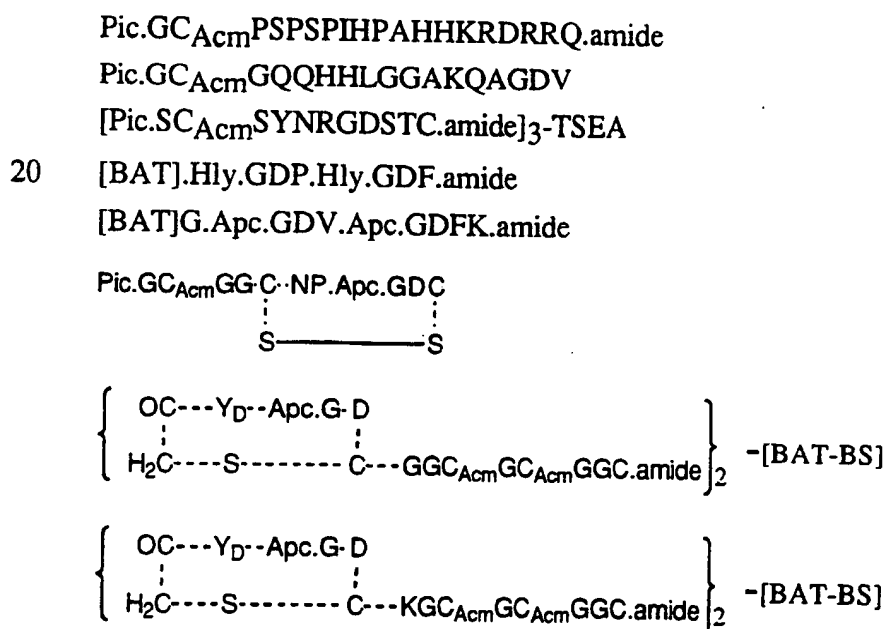 Pic.GCAcmPSPSPIHPAHHKRDRRQ.amide
Pic.GCAcmGQQHHLGGAKQAGDV
[Pic.SCAcmSYNRGDSTC.amide]3-TSEA
20 [BAT].Hly.GDP.Hly.GDF.amide
[BAT]G.Apc.GDV.Apc.GDFK.amide
Pic.GCAcmGG·C··NP.Apc.GDC
S S
OC---YD--Apc.G-D
H2C----S--------C---GGCAcmGCAcmGGC.amide 2 -[BAT-BS]
OC---YD--Apc.G-D
H2C----S--------C---KGCAcmGCAcmGGC.amide 2 -[BAT-BS]